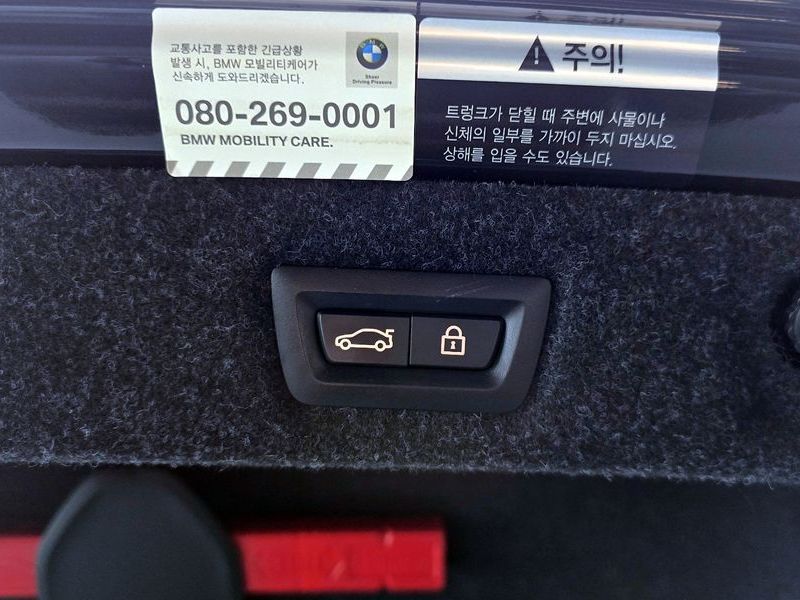 교통사고를 포함한 긴급상황
발생 시, BMW 모빌리티케어가
신속하게 도와드리겠습니다.
BMW
Sheer
Driving Pleasure
080-269-0001
BMW MOBILITY CARE.
주의!
트렁크가 닫힐 때 주변에 사물이나
신체의 일부를 가까이 두지 마십시오.
상해를 입을 수도 있습니다.